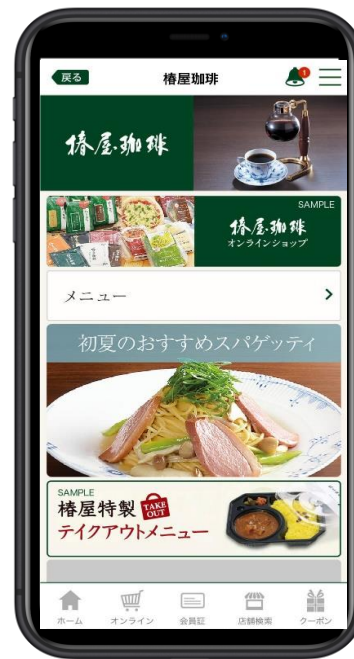 戻る
椿屋珈琲
1
椿屋珈琲
SAMPLE
椿屋珈琲
オンラインショップ
メニュー
初夏のおすすめスパゲッティ
SAMPLE
椿屋特製
TAKE
OUT
テイクアウトメニュー
ホーム
オンライン
会員証
店舗検索
クーポン